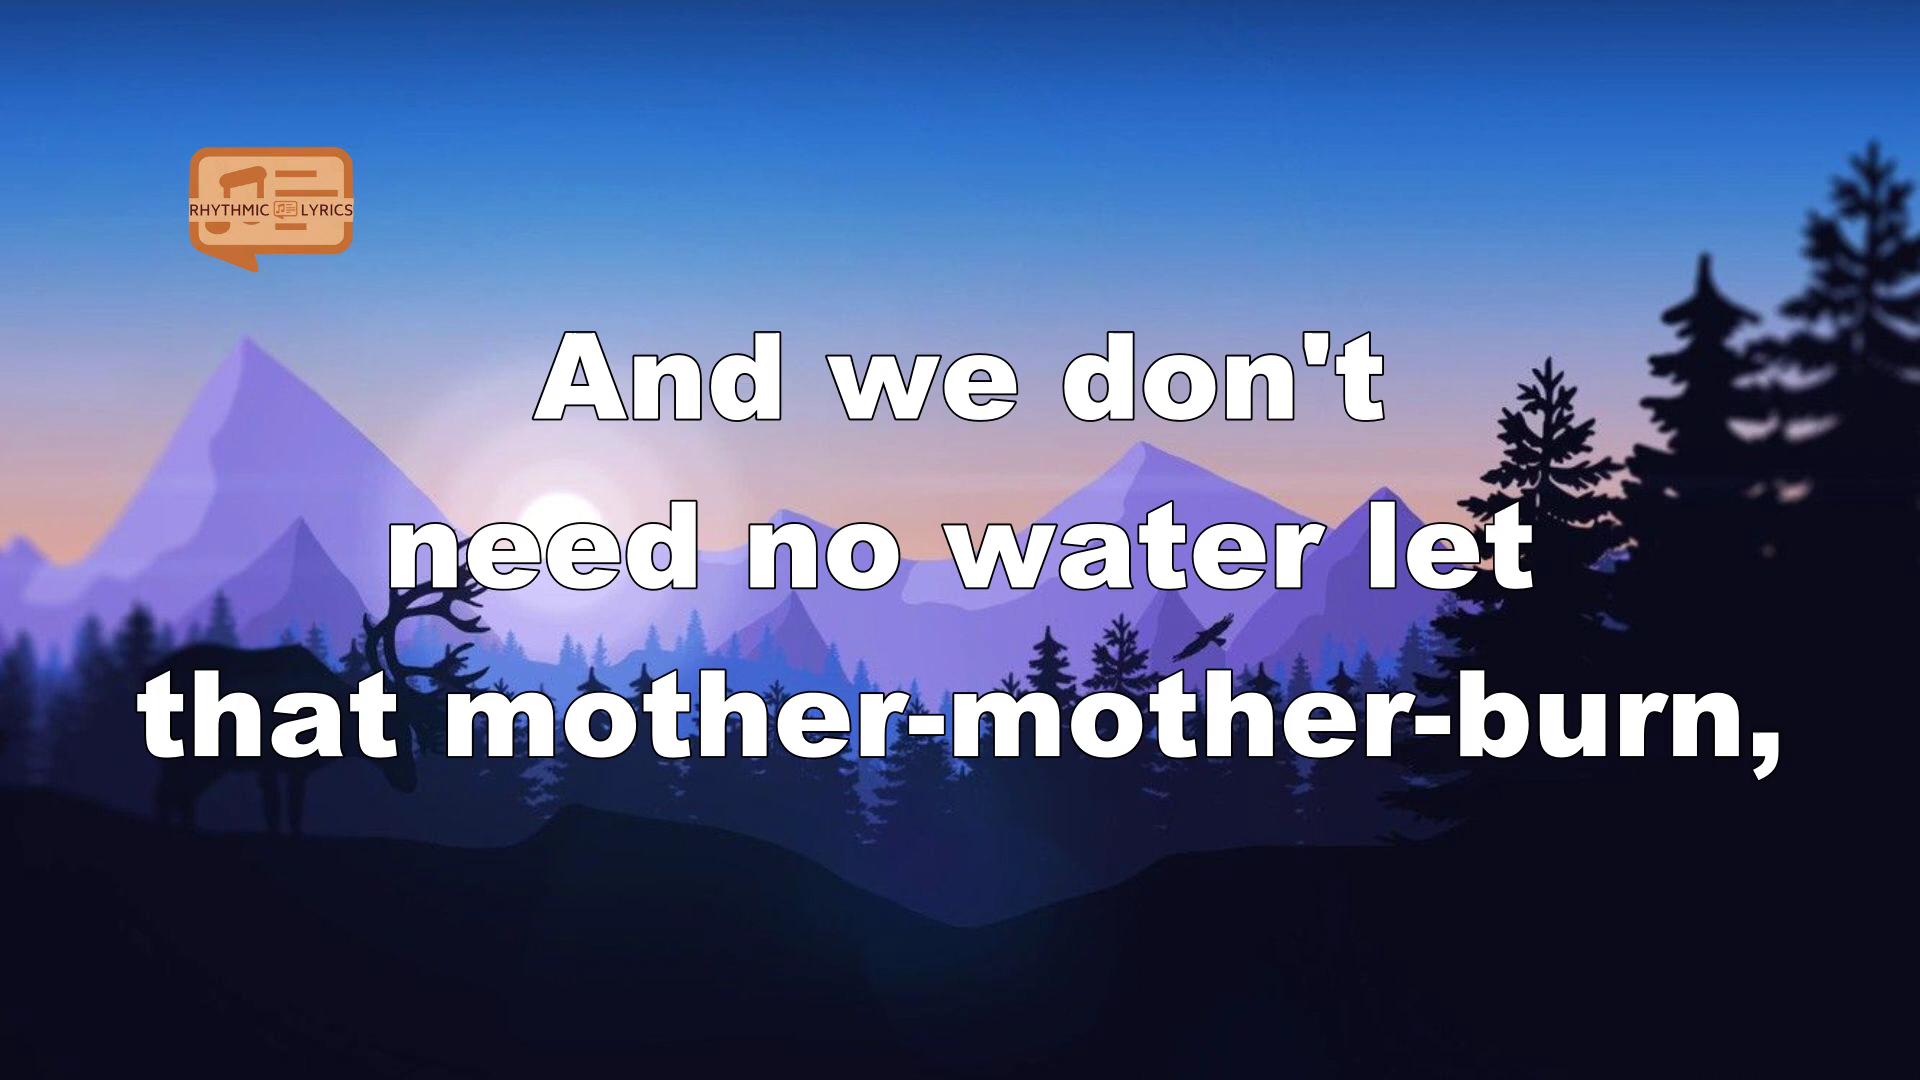 RHYTHMIC LYRICS
And we don't
need no water let
that mother-mother-burn,